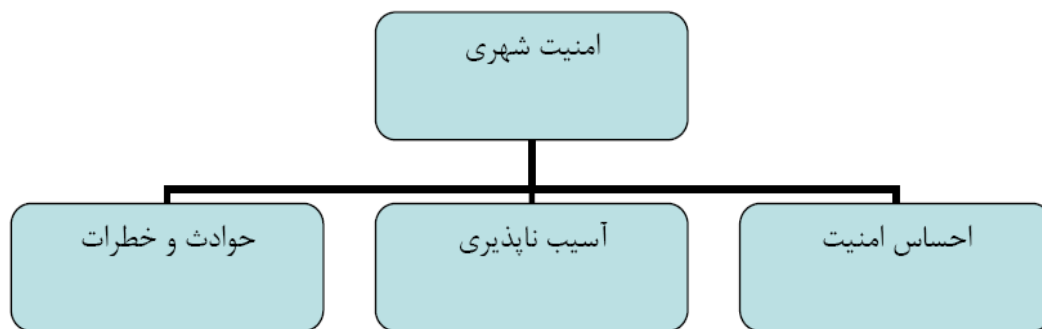 امنیت شهری
احساس امنیت
آسیب ناپذیری
حوادث و خطرات